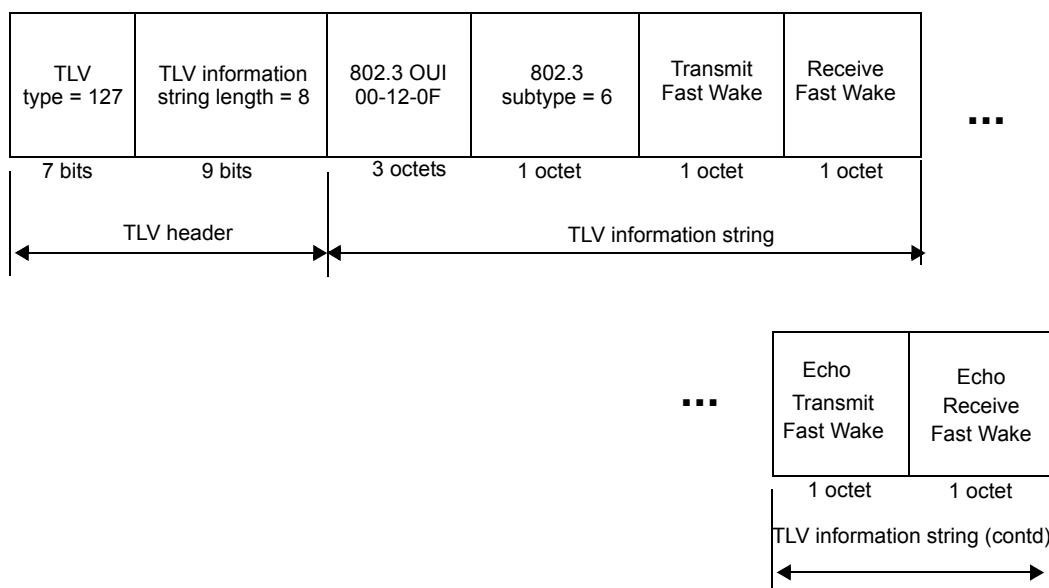 TLV
type = 127
TLV information
string length = 8
802.3 OUI
00-12-0F
802.3
subtype = 6
Transmit
Fast Wake
Receive
Fast Wake
...
7 bits
9 bits
3 octets
1 octet
1 octet
1 octet
TLV header
TLV information string
...
Echo
Transmit
Fast Wake
Echo
Receive
Fast Wake
1 octet
1 octet
TLV information string (contd)